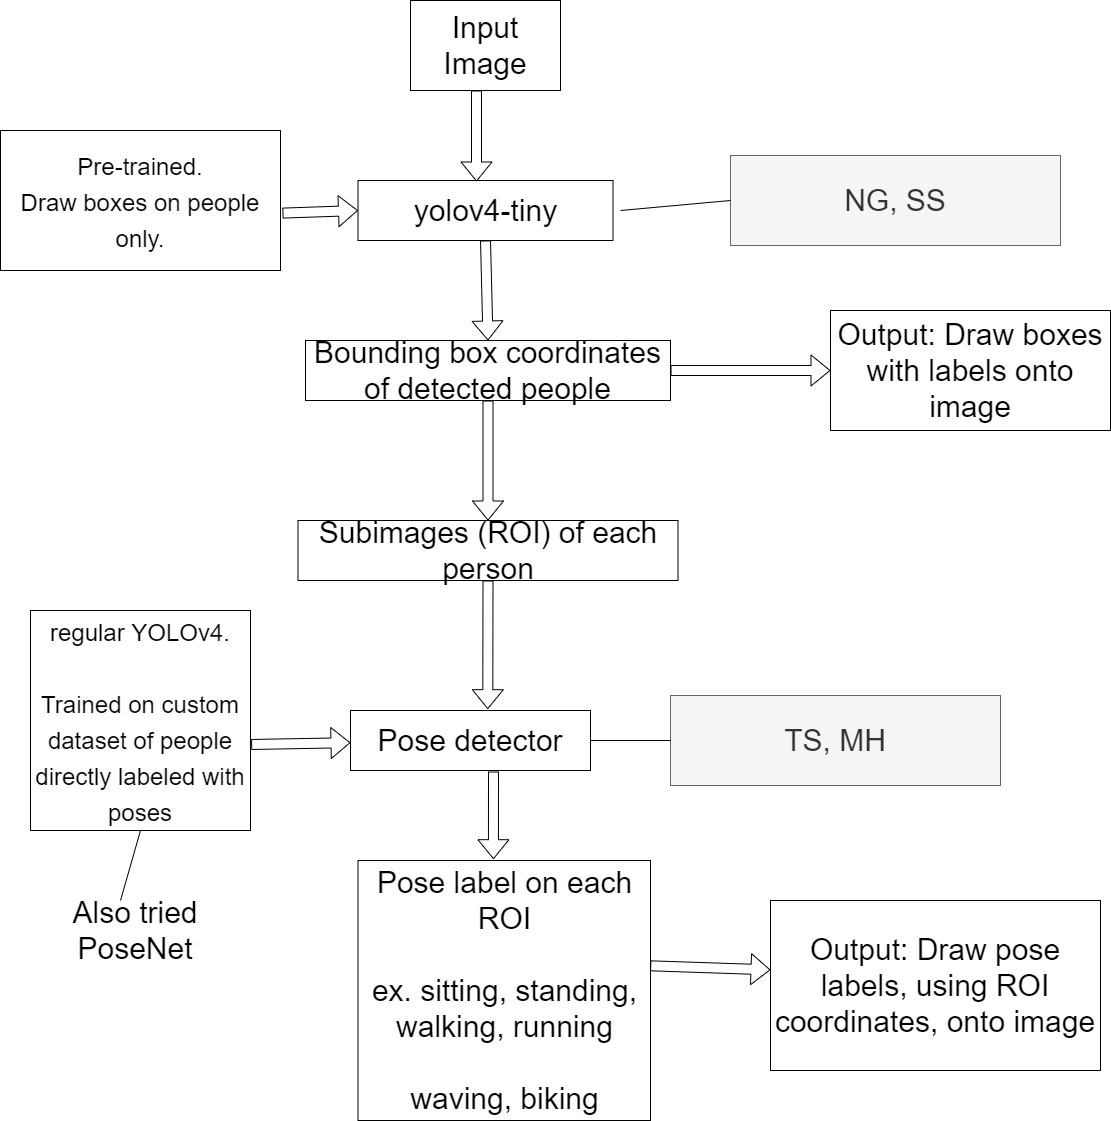 Input
Image
Pre-trained.
Draw boxes on people
only.
yolov4-tiny
NG, SS
Bounding box coordinates
of detected people
Output: Draw boxes
with labels onto
image
Subimages (ROI) of each
person
regular YOLOv4.
Trained on custom
dataset of people
directly labeled with
poses
Pose detector
TS, MH
Also tried
PoseNet
Pose label on each
ROI
ex. sitting, standing,
walking, running
waving, biking
Output: Draw pose
labels, using ROI
coordinates, onto image